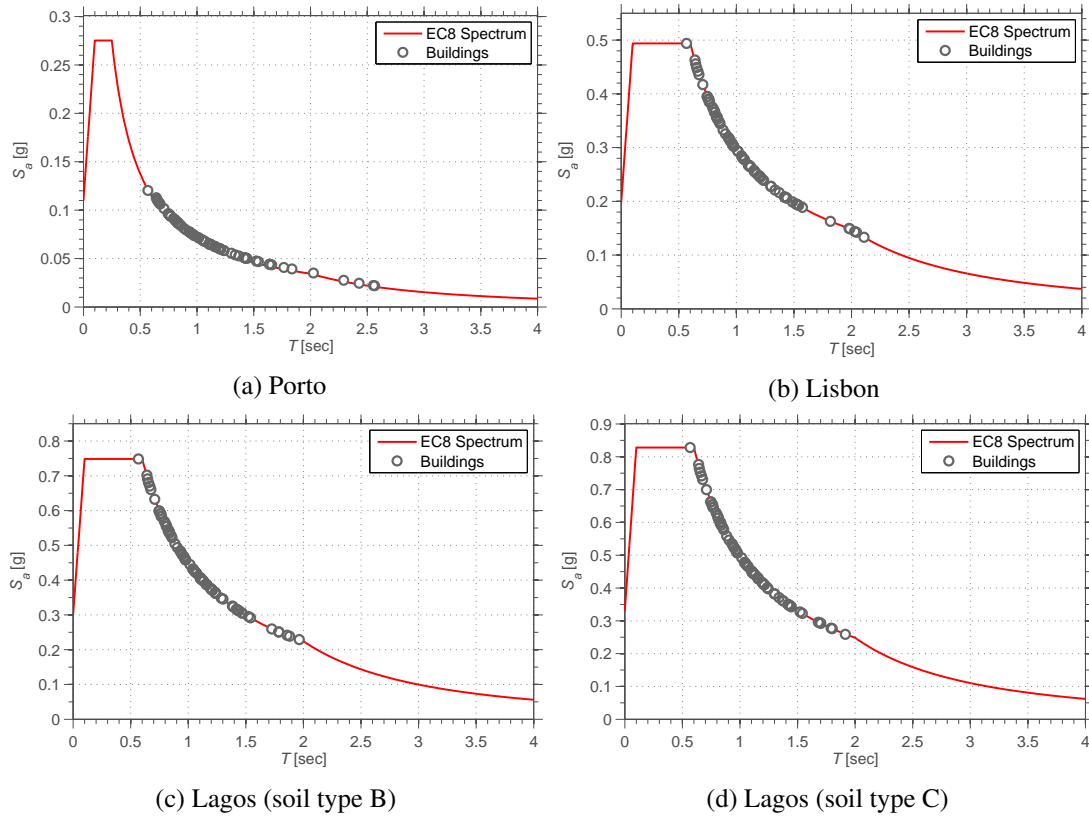 0.3
0.25
0.2
0.15
0.1
0.05
0
Sa [g]
0 0.5 1 1.5 2 2.5 3 3.5 4
T [sec]
EC8 Spectrum
Buildings
(a) Porto
0.5
0.4
0.3
0.2
0.1
0
Sa [g]
0 0.5 1 1.5 2 2.5 3 3.5 4
T [sec]
EC8 Spectrum
Buildings
(b) Lisbon
0.8
0.7
0.6
0.5
0.4
0.3
0.2
0.1
0
Sa [g]
0 0.5 1 1.5 2 2.5 3 3.5 4
T [sec]
EC8 Spectrum
Buildings
(c) Lagos (soil type B)
0.9
0.8
0.7
0.6
0.5
0.4
0.3
0.2
0.1
0
Sa [g]
0 0.5 1 1.5 2 2.5 3 3.5 4
T [sec]
EC8 Spectrum
Buildings
(d) Lagos (soil type C)